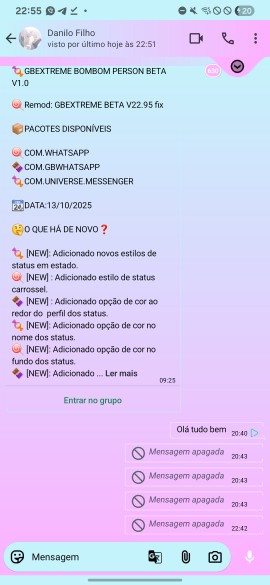 22:55
20
Danilo Filho
visto por último hoje às 22:51
🍬GBEXTREME BOMBOM PERSON BETA
V1.0
🍭 Remod: GBEXTREME BETA V22.95 fix
📦PACOTES DISPONÍVEIS
🍭 COM.WHATSAPP
🍫 COM.GBWHATSAPP
🍬COM.UNIVERSE.MESSENGER
📅DATA:13/10/2025
🤔O QUE HÁ DE NOVO❓
🍬 [NEW]: Adicionado novos estilos de
status em estado.
🍭 [NEW] : Adicionado estilo de status
carrossel.
🍫 [NEW] : Adicionado opção de cor ao
redor do perfil dos status.
🍬 [NEW]: Adicionado opção de cor no
nome dos status.
🍭 [NEW]: Adicionado opção de cor no
fundo dos status.
🍫 [NEW]: Adicionado ... Ler mais
09:25
Entrar no grupo
Olá tudo bem 20:40
Mensagem apagada 20:43
Mensagem apagada 20:43
Mensagem apagada 20:43
Mensagem apagada 22:42
Mensagem